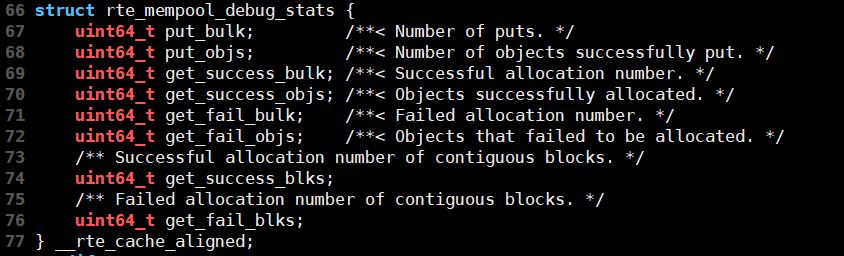 66 struct rte_mempool_debug_stats {
67     uint64_t put_bulk;         /**< Number of puts. */
68     uint64_t put_objs;         /**< Number of objects successfully put. */
69     uint64_t get_success_bulk; /**< Successful allocation number. */
70     uint64_t get_success_objs; /**< Objects successfully allocated. */
71     uint64_t get_fail_bulk;    /**< Failed allocation number. */
72     uint64_t get_fail_objs;    /**< Objects that failed to be allocated. */
73     /** Successful allocation number of contiguous blocks. */
74     uint64_t get_success_blks;
75     /** Failed allocation number of contiguous blocks. */
76     uint64_t get_fail_blks;
77 } __rte_cache_aligned;